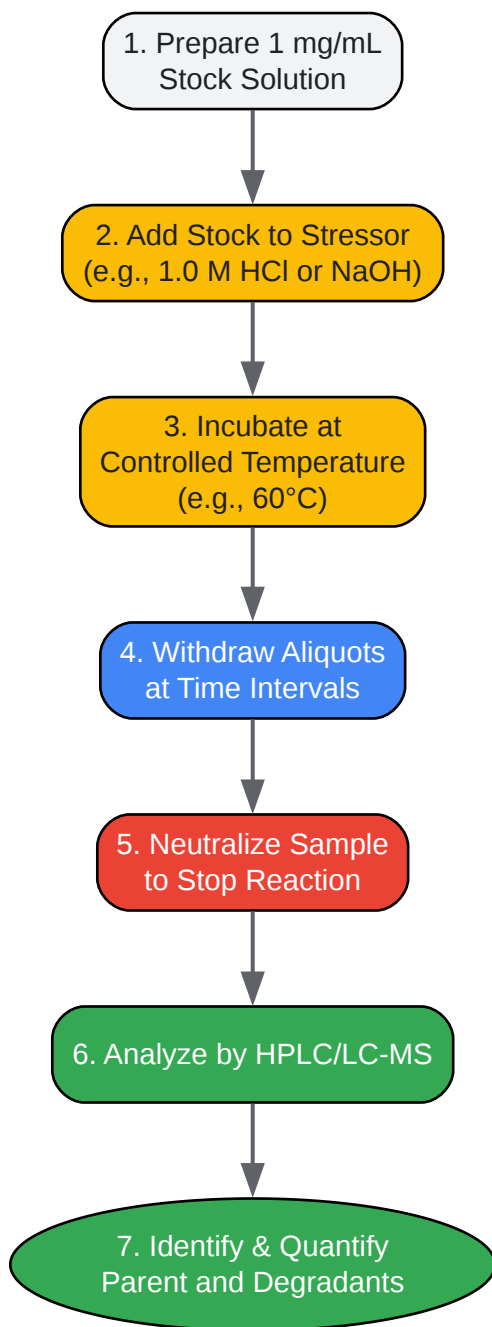 1. Prepare 1 mg/mL
Stock Solution
2. Add Stock to Stressor
(e.g., 1.0 M HCl or NaOH)
3. Incubate at
Controlled Temperature
(e.g., 60°C)
4. Withdraw Aliquots
at Time Intervals
5. Neutralize Sample
to Stop Reaction
6. Analyze by HPLC/LC-MS
7. Identify & Quantify
Parent and Degradants